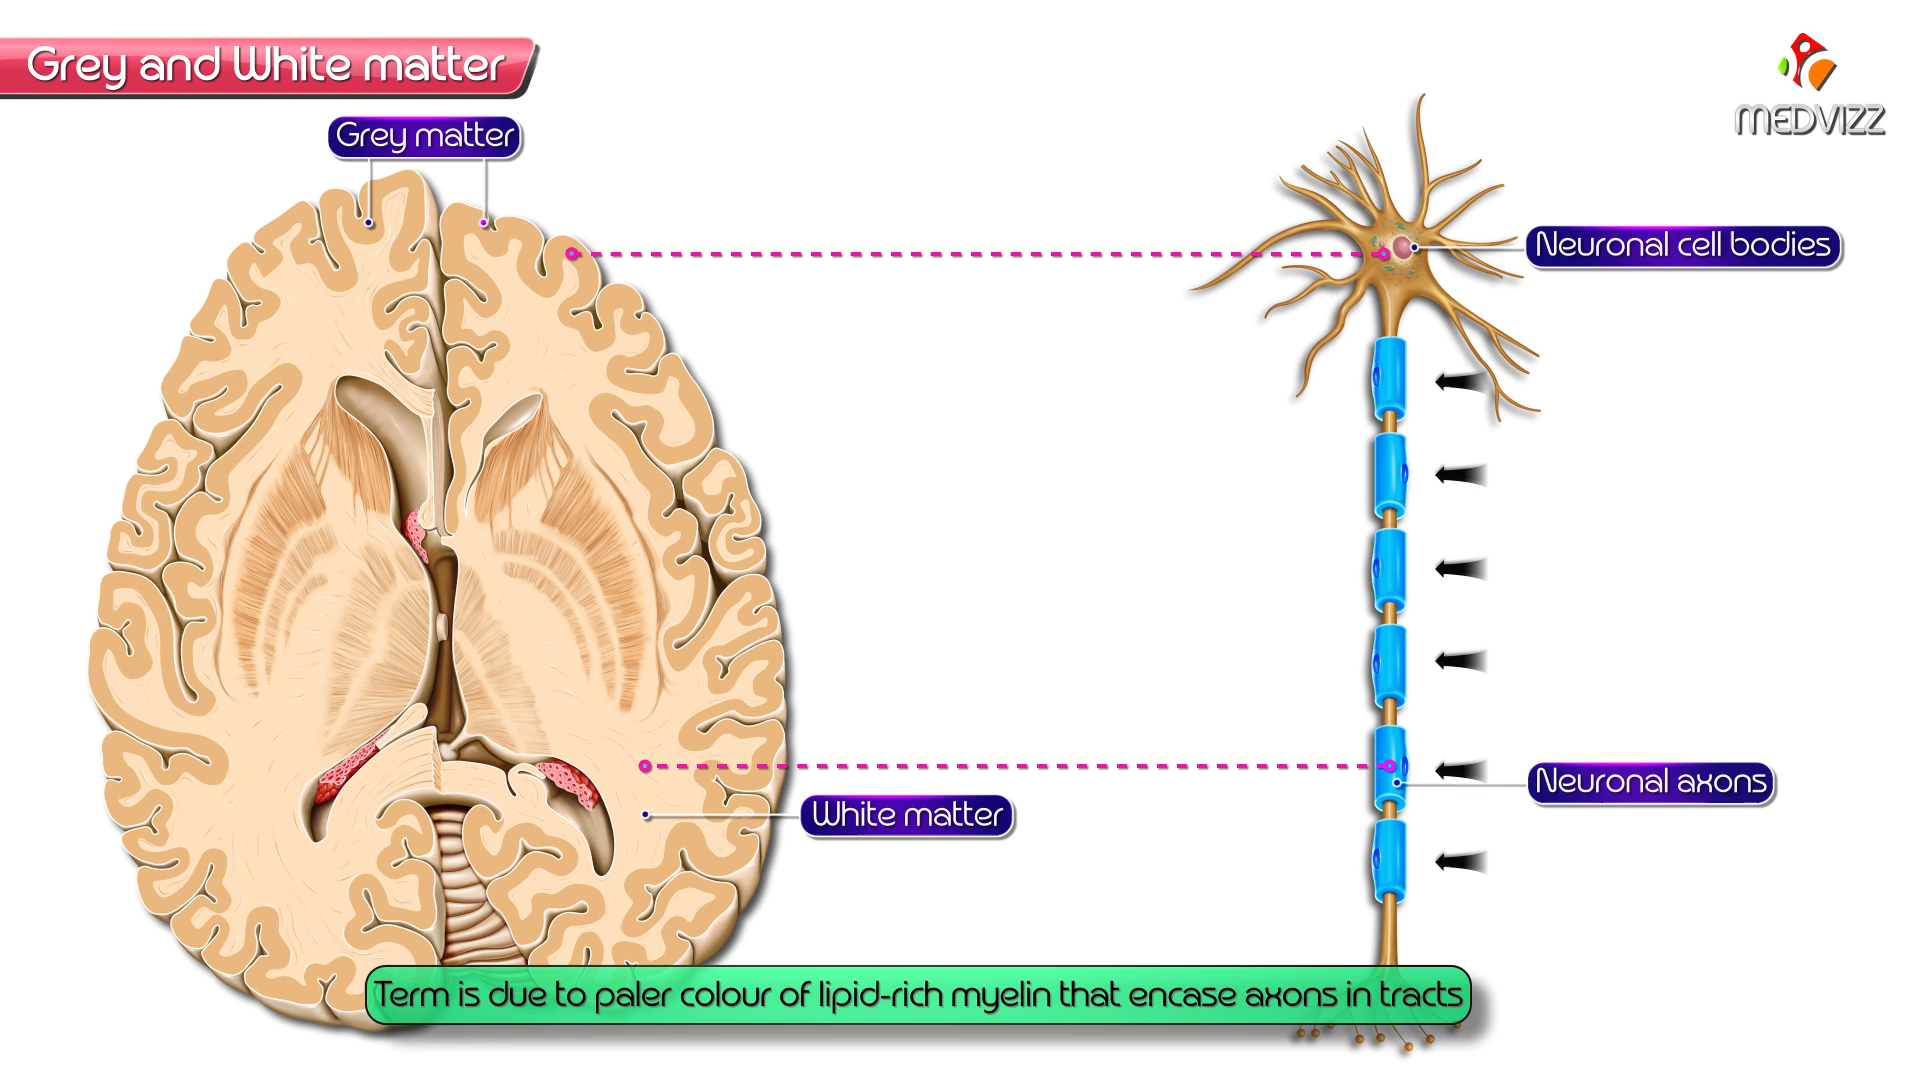 Grey and White matter
MEDVIZZ
Grey matter
Neuronal cell bodies
Neuronal axons
White matter
Term is due to paler colour of lipid-rich myelin that encase axons in tracts